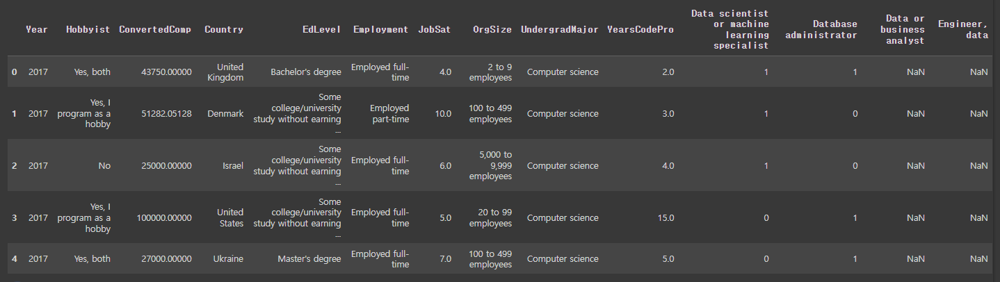 Year Hobbyist ConvertedComp Country EdLevel Employment JobSat OrgSize UndergradMajor YearsCodePro Data scientist or machine learning specialist Database administrator Data or business analyst Engineer, data
0 2017 Yes, both 43750.00000 United Kingdom Bachelor's degree Employed full-time 4.0 2 to 9 employees Computer science 2.0 1 1 NaN NaN
1 2017 Yes, I program as a hobby 51282.05128 Denmark Some college/university study without earning ... Employed part-time 10.0 100 to 499 employees Computer science 3.0 1 0 NaN NaN
2 2017 No 25000.00000 Israel Some college/university study without earning ... Employed full-time 6.0 5,000 to 9,999 employees Computer science 4.0 1 0 NaN NaN
3 2017 Yes, I program as a hobby 100000.00000 United States Some college/university study without earning ... Employed full-time 5.0 20 to 99 employees Computer science 15.0 0 1 NaN NaN
4 2017 Yes, both 27000.00000 Ukraine Master's degree Employed full-time 7.0 100 to 499 employees Computer science 5.0 0 1 NaN NaN